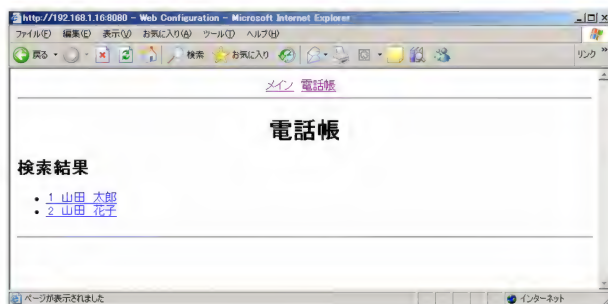 http://192.168.1.16:8080 - Web Configuration - Microsoft Internet Explorer
ファイル(F) 編集(E) 表示(V) お気に入り(A) ツール(T) ヘルプ(H)
戻る 検索 お気に入り リンク »
メイン 電話帳
電話帳
検索結果
• 1 山田 太郎
• 2 山田 花子
ページが表示されました インターネット